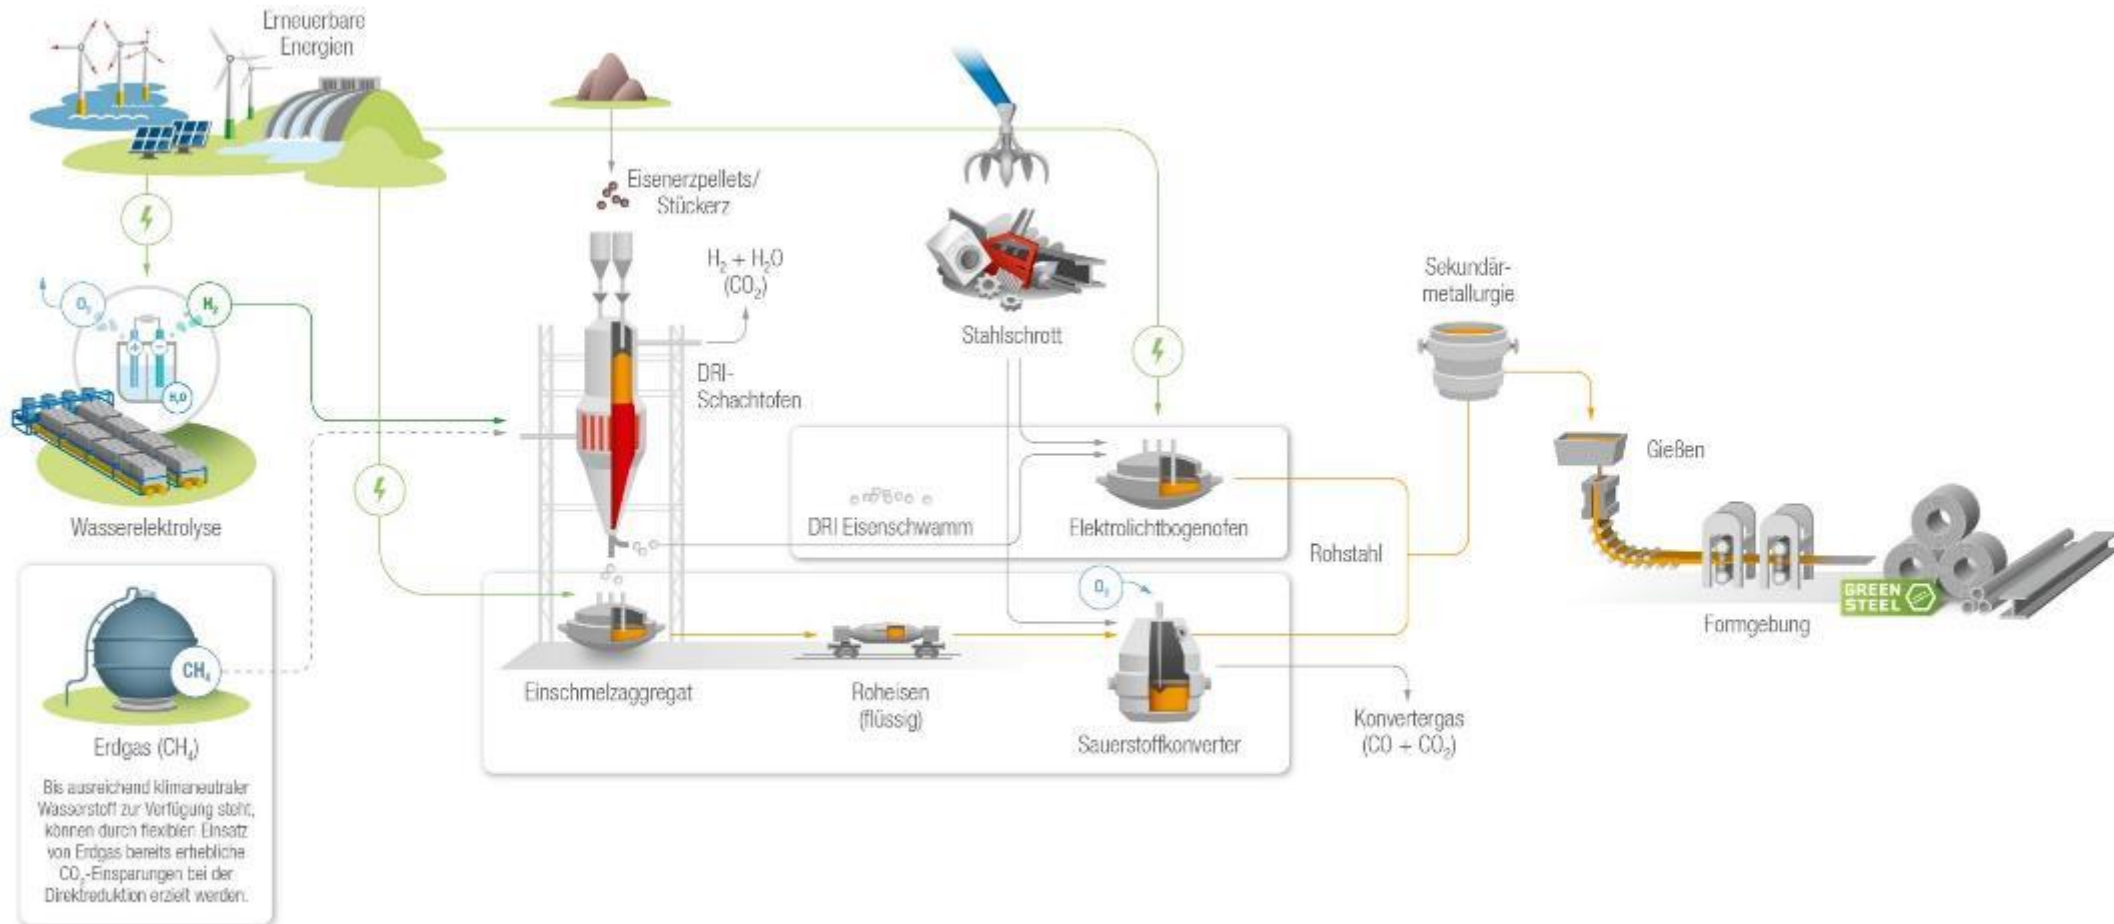 Erneuerbare
Energien
Eisenerzpellets/
Stückerz
H₂ + H₂O
(CO₂)
O₂
H₂
H₂O
Wasserelektrolyse
DRI-
Schachtofen
Stahlschrott
Sekundär-
metallurgie
Gießen
DRI Eisenschwamm
Elektrolichtbogenofen
Rohstahl
O₂
Formgebung
GREEN
STEEL
Einschmelzaggregat
Roheisen
(flüssig)
Sauerstoffkonverter
Konvertergas
(CO + CO₂)
CH₄
Erdgas (CH₄)
Bis ausreichend klimaneutraler
Wasserstoff zur Verfügung steht,
können durch flexiblen Einsatz
von Erdgas bereits erhebliche
CO₂-Einsparungen bei der
Direktreduktion erzielt werden.